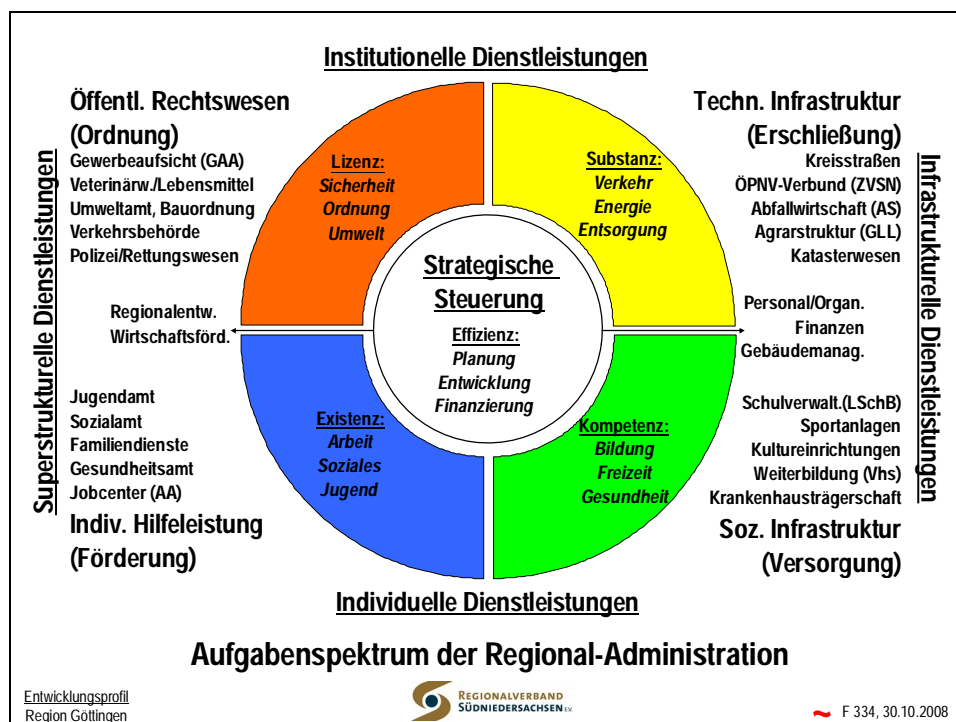 Institutionelle Dienstleistungen
Öffentl. Rechtswesen
(Ordnung)
Gewerbeaufsicht (GAA)
Veterinärw./Lebensmittel
Umweltamt, Bauordnung
Verkehrsbehörde
Polizei/Rettungswesen
Techn. Infrastruktur
(Erschließung)
Kreisstraßen
ÖPNV-Verbund (ZVSN)
Abfallwirtschaft (AS)
Agrarstruktur (GLL)
Katasterwesen
Lizenz:
Sicherheit
Ordnung
Umwelt
Substanz:
Verkehr
Energie
Entsorgung
Superstrukturelle Dienstleistungen
Infrastrukturelle Dienstleistungen
Strategische
Steuerung
Effizienz:
Planung
Entwicklung
Finanzierung
Regionalentw.
Wirtschaftsförd.
Personal/Organ.
Finanzen
Gebäudemanag.
Jugendamt
Sozialamt
Familiendienste
Gesundheitsamt
Jobcenter (AA)
Indiv. Hilfeleistung
(Förderung)
Existenz:
Arbeit
Soziales
Jugend
Kompetenz:
Bildung
Freizeit
Gesundheit
Schulverwalt.(LSchB)
Sportanlagen
Kultureinrichtungen
Weiterbildung (Vhs)
Krankenhausträgerschaft
Soz. Infrastruktur
(Versorgung)
Individuelle Dienstleistungen
Aufgabenspektrum der Regional-Administration
Entwicklungsprofil
Region Göttingen
REGIONALVERBAND
SÜDNIEDERSACHSEN E.V.
~ F 334, 30.10.2008